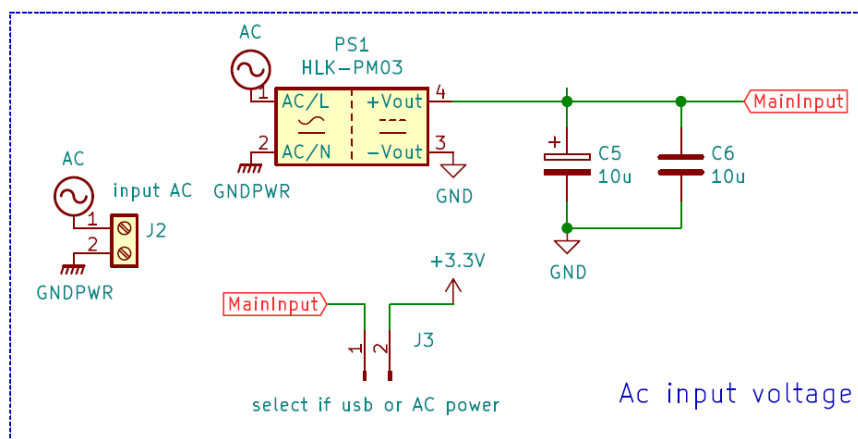 AC
PS1
HLK-PM03
1
AC/L
+Vout
4
MainInput
2
AC/N
-Vout
3
+
C5
10u
C6
10u
AC
input AC
GNDPWR
GND
1
2
J2
GND
GNDPWR
+3.3V
MainInput
1
2
J3
select if usb or AC power
Ac input voltage